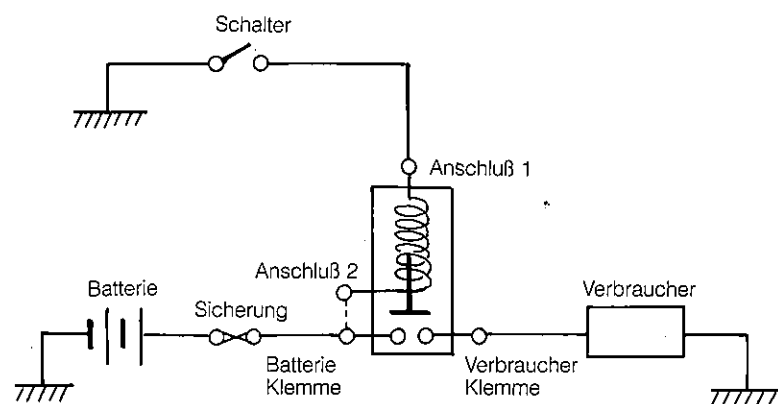 Schalter
Anschluß 1
Anschluß 2
Batterie
Sicherung
Verbraucher
Batterie
Klemme
Verbraucher
Klemme